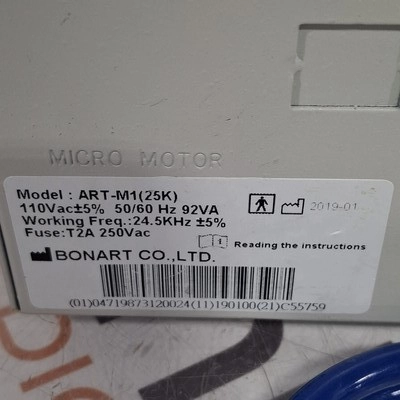 MICRO MOTOR
Model : ART-M1(25K)
110Vac±5% 50/60 Hz 92VA
2019-01
Working Freq.:24.5KHz ±5%
Fuse:T2A 250Vac
Reading the instructions
BONART CO.,LTD.
(01)04719873120024(11)190100(21)C55759